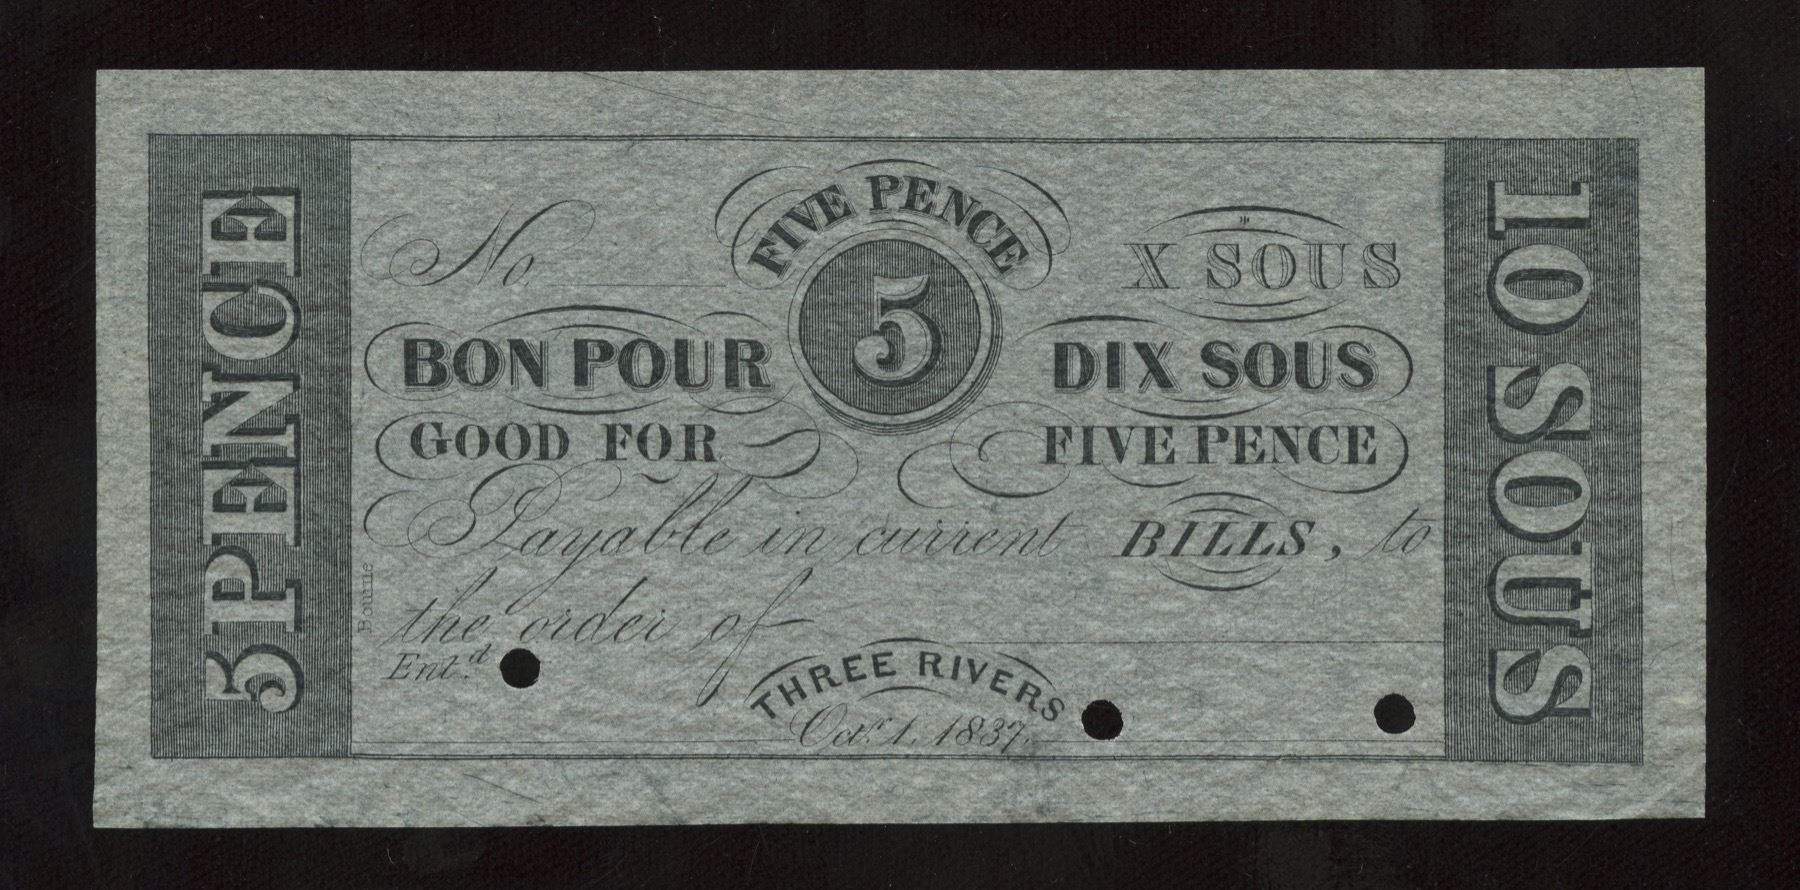 5 PENCE
No.
FIVE PENCE
5
X SOUS
BON POUR DIX SOUS
GOOD FOR FIVE PENCE
Payable in current BILLS, to
the order of
Bourne
Ent.d
THREE RIVERS
Octr. 1. 1837.
10 SOUS